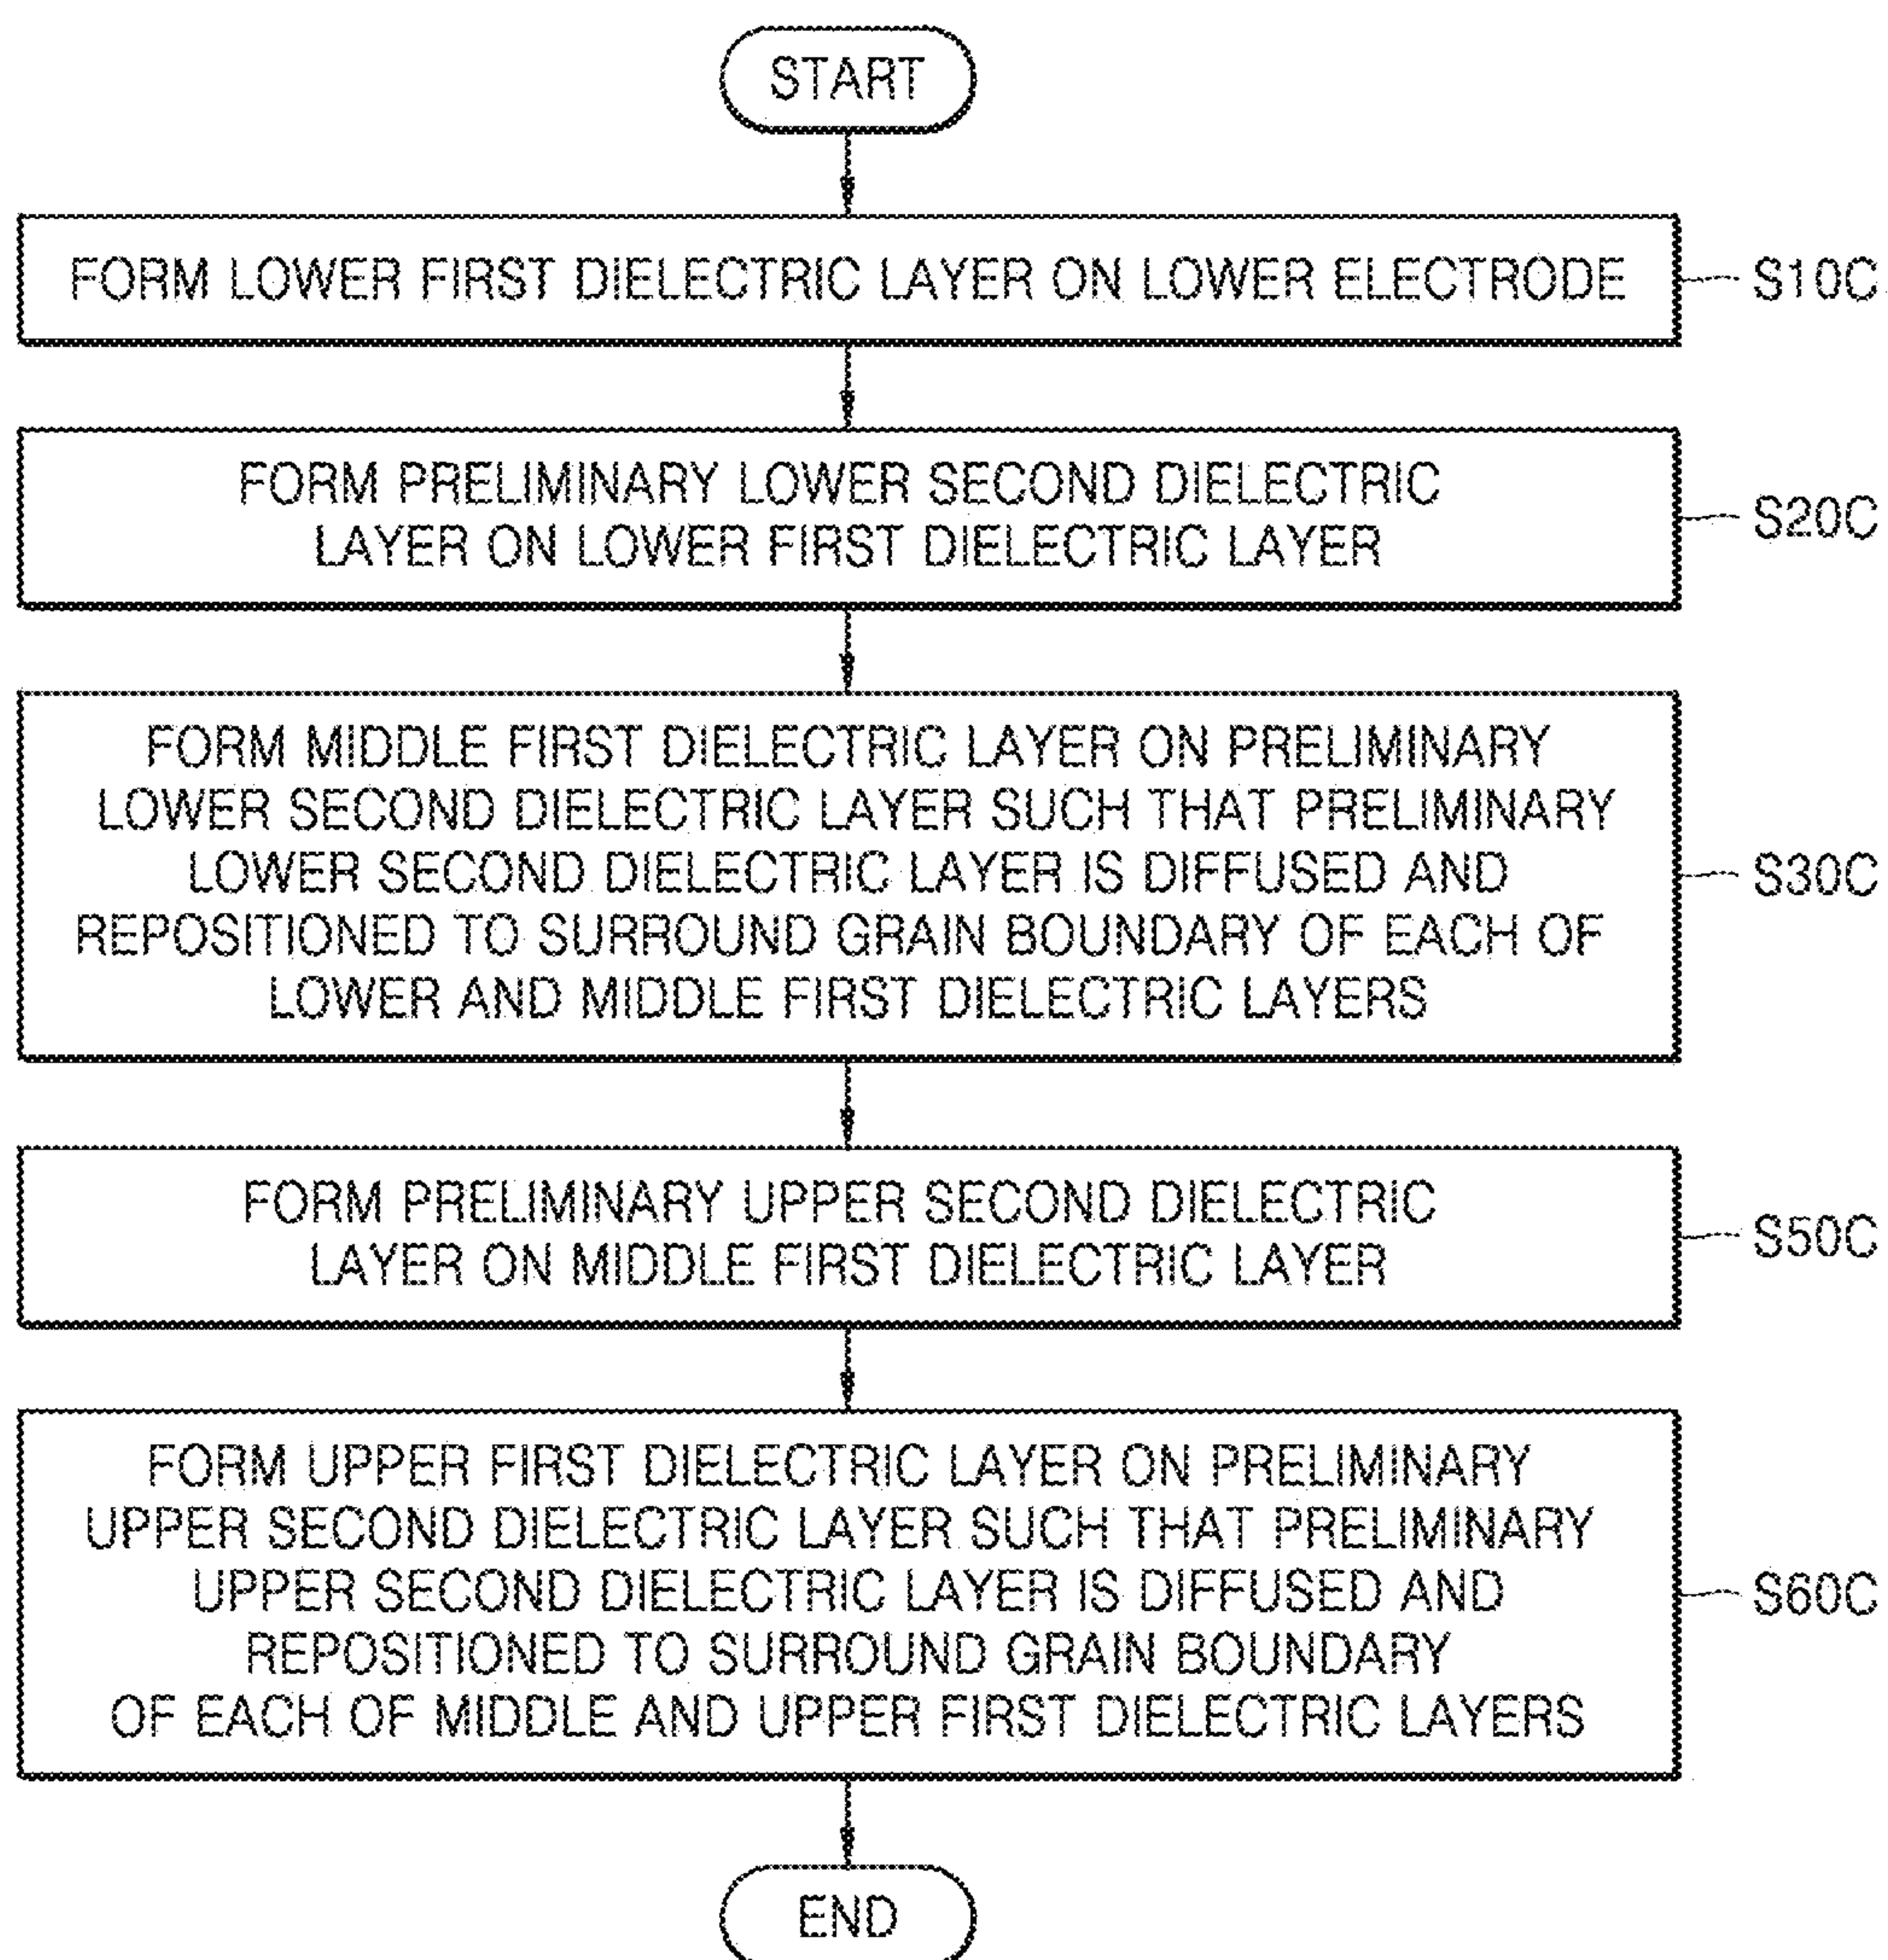 START
FORM LOWER FIRST DIELECTRIC LAYER ON LOWER ELECTRODE
S10C
FORM PRELIMINARY LOWER SECOND DIELECTRIC
LAYER ON LOWER FIRST DIELECTRIC LAYER
S20C
FORM MIDDLE FIRST DIELECTRIC LAYER ON PRELIMINARY
LOWER SECOND DIELECTRIC LAYER SUCH THAT PRELIMINARY
LOWER SECOND DIELECTRIC LAYER IS DIFFUSED AND
REPOSITIONED TO SURROUND GRAIN BOUNDARY OF EACH OF
LOWER AND MIDDLE FIRST DIELECTRIC LAYERS
S30C
FORM PRELIMINARY UPPER SECOND DIELECTRIC
LAYER ON MIDDLE FIRST DIELECTRIC LAYER
S50C
FORM UPPER FIRST DIELECTRIC LAYER ON PRELIMINARY
UPPER SECOND DIELECTRIC LAYER SUCH THAT PRELIMINARY
UPPER SECOND DIELECTRIC LAYER IS DIFFUSED AND
REPOSITIONED TO SURROUND GRAIN BOUNDARY
OF EACH OF MIDDLE AND UPPER FIRST DIELECTRIC LAYERS
S60C
END